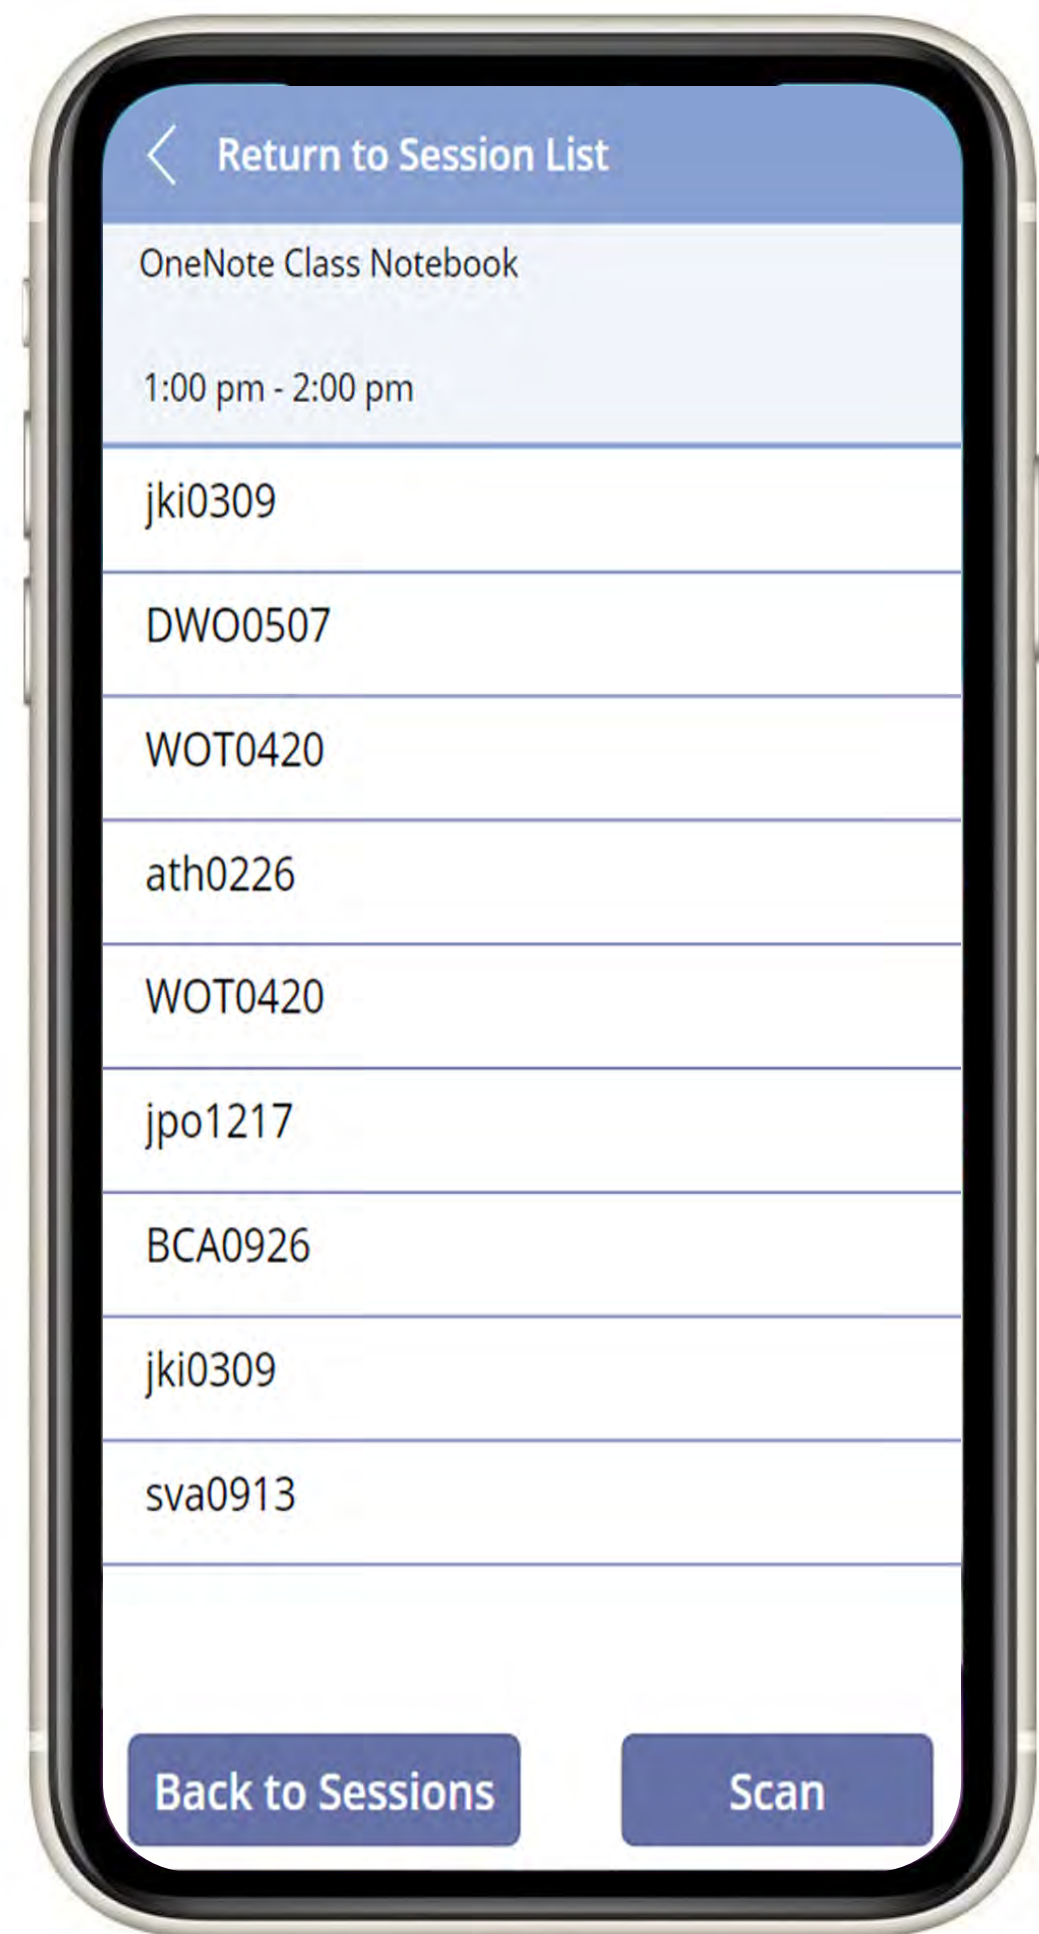 Return to Session List
OneNote Class Notebook
1:00 pm - 2:00 pm
jki0309
DWO0507
WOT0420
ath0226
WOT0420
jpo1217
BCA0926
jki0309
sva0913
Back to Sessions
Scan